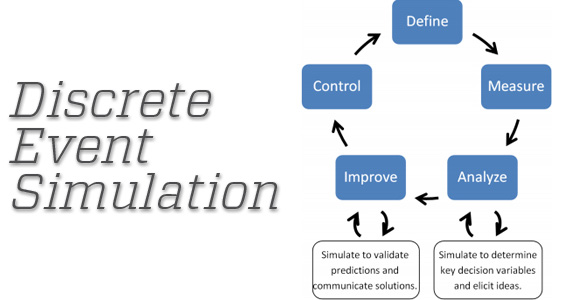 Discrete
Event
Simulation
Define
Control
Measure
Improve
Analyze
Simulate to validate
predictions and
communicate solutions.
Simulate to determine
key decision variables
and elicit ideas.